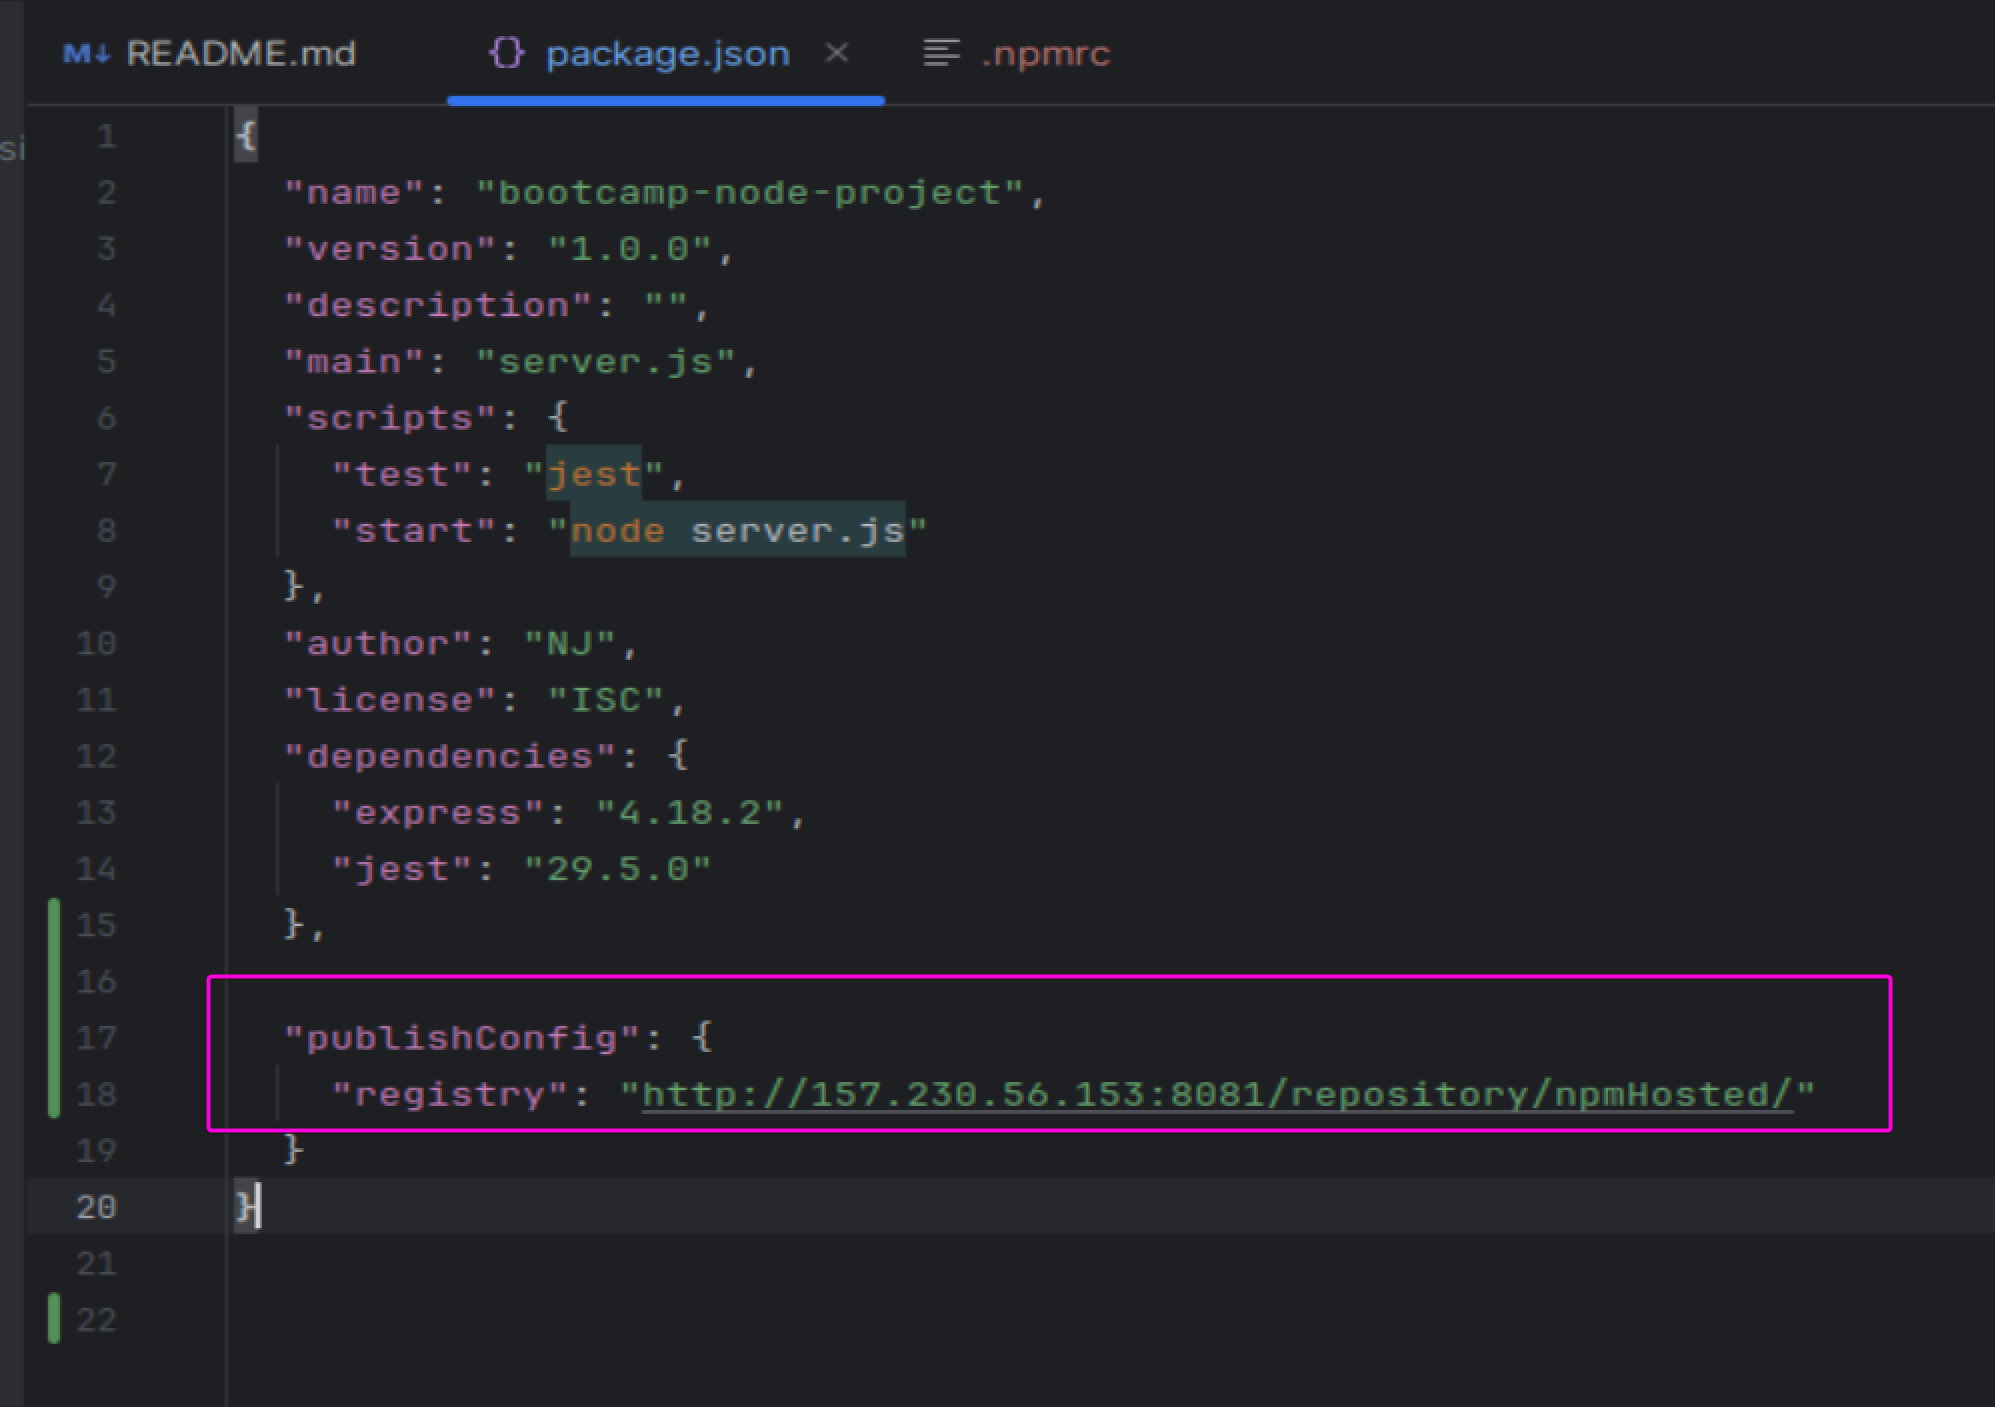 M↓ README.md {} package.json × .npmrc
si
1 {
2 "name": "bootcamp-node-project",
3 "version": "1.0.0",
4 "description": "",
5 "main": "server.js",
6 "scripts": {
7 "test": "jest",
8 "start": "node server.js"
9 },
10 "author": "NJ",
11 "license": "ISC",
12 "dependencies": {
13 "express": "4.18.2",
14 "jest": "29.5.0"
15 },
16
17 "publishConfig": {
18 "registry": "http://157.230.56.153:8081/repository/npmHosted/"
19 }
20 }
21
22